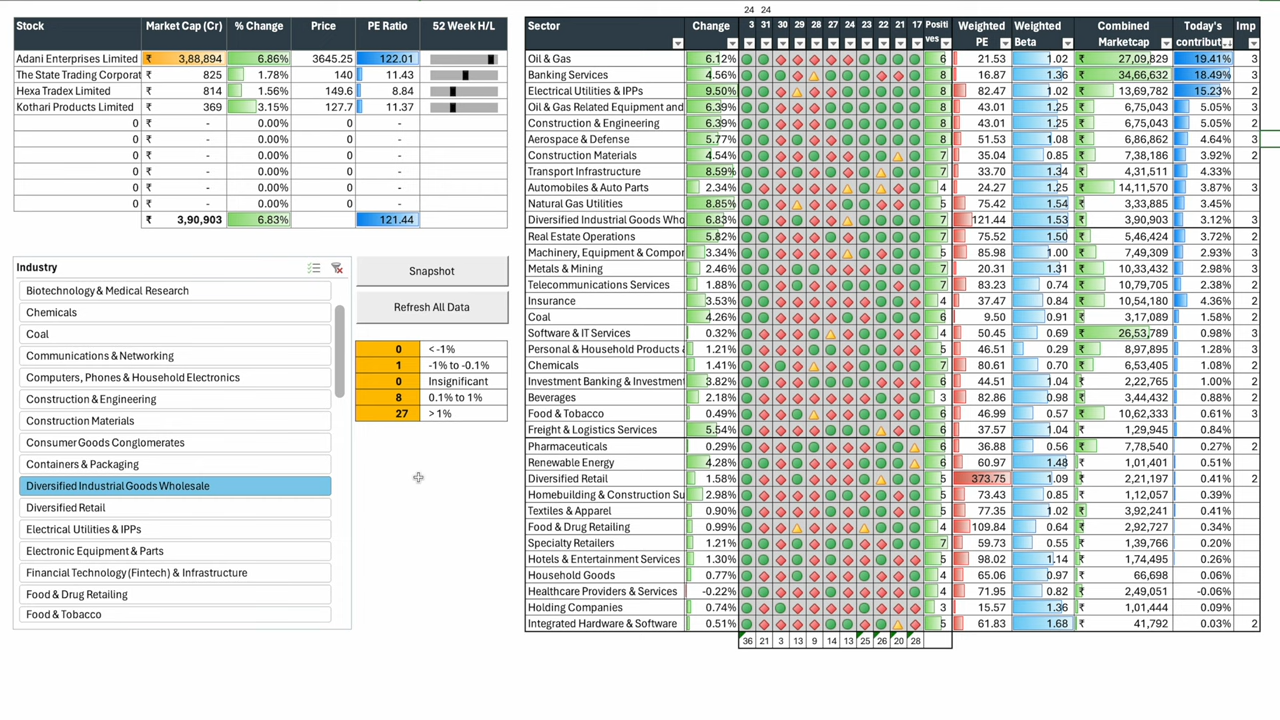 Stock Market Cap (Cr) % Change Price PE Ratio 52 Week H/L
Adani Enterprises Limited ₹ 3,88,894 6.86% 3645.25 122.01
The State Trading Corporat ₹ 825 1.78% 140 11.43
Hexa Tradex Limited ₹ 814 1.56% 149.6 8.84
Kothari Products Limited ₹ 369 3.15% 127.7 11.37
0 ₹ - 0.00% 0 0
0 ₹ - 0.00% 0 0
0 ₹ - 0.00% 0 0
0 ₹ - 0.00% 0 0
0 ₹ - 0.00% 0 0
0 ₹ - 0.00% 0 0
₹ 3,90,903 6.83% 121.44
Industry
Biotechnology & Medical Research
Chemicals
Coal
Communications & Networking
Computers, Phones & Household Electronics
Construction & Engineering
Construction Materials
Consumer Goods Conglomerates
Containers & Packaging
Diversified Industrial Goods Wholesale
Diversified Retail
Electrical Utilities & IPPs
Electronic Equipment & Parts
Financial Technology (Fintech) & Infrastructure
Food & Drug Retailing
Food & Tobacco
Snapshot
Refresh All Data
0 < -1%
1 -1% to -0.1%
0 Insignificant
8 0.1% to 1%
27 > 1%
24 24
Sector Change 3 31 30 29 28 27 24 23 22 21 17 Positi ves Weighted PE Weighted Beta Combined Marketcap Today's contribut Imp
Oil & Gas 6.12% 6 21.53 1.02 ₹ 27,09,829 19.41% 3
Banking Services 4.56% 8 16.87 1.36 ₹ 34,66,632 18.49% 3
Electrical Utilities & IPPs 9.50% 8 82.47 1.02 ₹ 13,69,782 15.23% 2
Oil & Gas Related Equipment and 6.39% 8 43.01 1.25 ₹ 6,75,043 5.05% 3
Construction & Engineering 6.39% 8 43.01 1.25 ₹ 6,75,043 5.05% 2
Aerospace & Defense 5.77% 8 51.53 1.08 ₹ 6,86,862 4.64% 3
Construction Materials 4.54% 7 35.04 0.85 ₹ 7,38,186 3.92% 2
Transport Infrastructure 8.59% 7 33.70 1.34 ₹ 4,31,511 4.33%
Automobiles & Auto Parts 2.34% 4 24.27 1.25 ₹ 14,11,570 3.87% 3
Natural Gas Utilities 8.85% 5 75.42 1.54 ₹ 3,33,885 3.45%
Diversified Industrial Goods Who 6.83% 7 121.44 1.53 ₹ 3,90,903 3.12% 3
Real Estate Operations 5.82% 7 75.52 1.50 ₹ 5,46,424 3.72% 2
Machinery, Equipment & Compor 3.34% 5 85.98 1.00 ₹ 7,49,309 2.93% 3
Metals & Mining 2.46% 7 20.31 1.31 ₹ 10,33,432 2.98% 3
Telecommunications Services 1.88% 7 83.23 0.74 ₹ 10,79,705 2.38% 2
Insurance 3.53% 4 37.47 0.84 ₹ 10,54,180 4.36% 2
Coal 4.26% 6 9.50 0.91 ₹ 3,17,089 1.58% 2
Software & IT Services 0.32% 4 50.45 0.69 ₹ 26,53,789 0.98% 3
Personal & Household Products 1.21% 5 46.51 0.29 ₹ 8,97,895 1.28% 3
Chemicals 1.41% 7 80.61 0.70 ₹ 6,53,405 1.08% 2
Investment Banking & Investment 3.82% 6 44.51 1.04 ₹ 2,22,765 1.00% 2
Beverages 2.18% 3 82.86 0.98 ₹ 3,44,432 0.88% 2
Food & Tobacco 0.49% 6 46.99 0.57 ₹ 10,62,333 0.61% 3
Freight & Logistics Services 5.54% 6 37.57 1.04 ₹ 1,29,945 0.84%
Pharmaceuticals 0.29% 6 36.88 0.56 ₹ 7,78,540 0.27% 2
Renewable Energy 4.28% 6 60.97 1.48 ₹ 1,01,401 0.51%
Diversified Retail 1.58% 5 373.75 1.09 ₹ 2,21,197 0.41% 2
Homebuilding & Construction Su 2.98% 5 73.43 0.85 ₹ 1,12,057 0.39%
Textiles & Apparel 0.90% 5 77.35 1.02 ₹ 3,92,241 0.41%
Food & Drug Retailing 0.99% 4 109.84 0.64 ₹ 2,92,727 0.34%
Specialty Retailers 1.21% 7 59.73 0.55 ₹ 1,39,766 0.20%
Hotels & Entertainment Services 1.30% 5 98.02 1.14 ₹ 1,74,495 0.26%
Household Goods 0.77% 4 65.06 0.97 ₹ 66,698 0.06%
Healthcare Providers & Services -0.22% 4 71.95 0.82 ₹ 2,49,051 -0.06%
Holding Companies 0.74% 3 15.57 1.36 ₹ 1,01,444 0.09%
Integrated Hardware & Software 0.51% 5 61.83 1.68 ₹ 41,792 0.03% 2
36 21 3 13 9 14 13 25 26 20 28